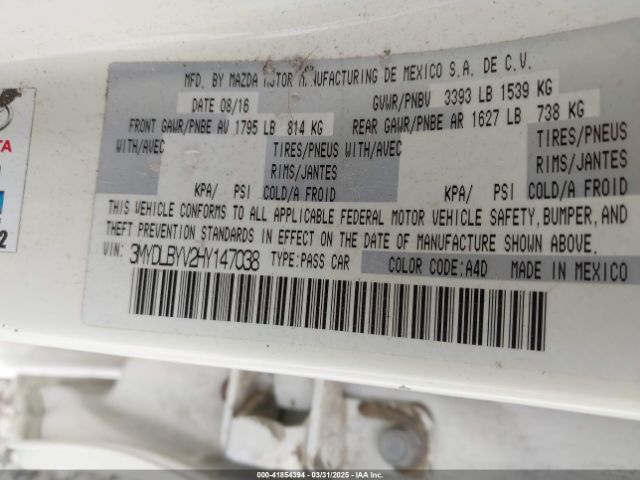 MFD. BY MAZDA MOTOR MANUFACTURING DE MEXICO S.A. DE C.V.
DATE 08/16 GVWR/PNBV 3393 LB 1539 KG
FRONT GAWR/PNBE AV 1795 LB 814 KG REAR GAWR/PNBE AR 1627 LB 738 KG
WITH/AVEC TIRES/PNEUS WITH/AVEC TIRES/PNEUS
RIMS/JANTES RIMS/JANTES
KPA/ PSI COLD/A FROID KPA/ PSI COLD/A FROID
THIS VEHICLE CONFORMS TO ALL APPLICABLE FEDERAL MOTOR VEHICLE SAFETY, BUMPER, AND
THEFT PREVENTION STANDARDS IN EFFECT ON THE DATE OF MANUFACTURE SHOWN ABOVE.
VIN: 3MYDLBYV2HY147038 TYPE:PASS CAR COLOR CODE:A4D MADE IN MEXICO
OTA
2
000-41854394 - 03/31/2025 - IAA Inc.